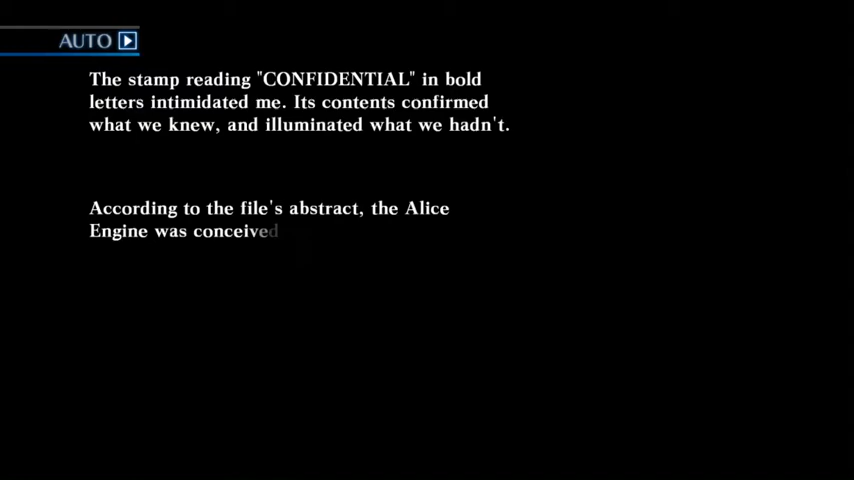 AUTO
The stamp reading "CONFIDENTIAL" in bold
letters intimidated me. Its contents confirmed
what we knew, and illuminated what we hadn't.
According to the file's abstract, the Alice
Engine was conceived